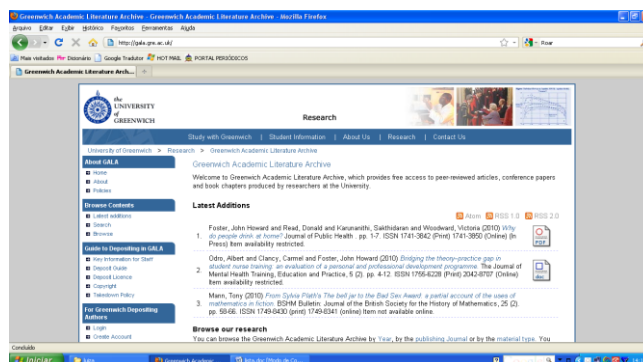 Greenwich Academic Literature Archive - Greenwich Academic Literature Archive - Mozilla Firefox
Arquivo Editar Exibir Histórico Favoritos Ferramentas Ajuda
http://gala.gre.ac.uk/
Roar
Mais visitados Dicionário Google Tradutor HOT MAIL PORTAL PERIÓDICOS
Greenwich Academic Literature Arch...
the
UNIVERSITY
of
GREENWICH
Research
Study with Greenwich | Student Information | About Us | Research | Contact Us
University of Greenwich > Research > Greenwich Academic Literature Archive
About GALA
Home
About
Policies
Browse Contents
Latest additions
Search
Browse
Guide to Depositing in GALA
Key Information for Staff
Deposit Guide
Deposit Licence
Copyright
Takedown Policy
For Greenwich Depositing
Authors
Login
Create Account
Greenwich Academic Literature Archive
Welcome to Greenwich Academic Literature Archive, which provides free access to peer-reviewed articles, conference papers
and book chapters produced by researchers at the University.
Latest Additions
Atom RSS 1.0 RSS 2.0
1. Foster, John Howard and Read, Donald and Karunanithi, Sakthidaran and Woodward, Victoria (2010) Why
do people drink at home? Journal of Public Health . pp. 1-7. ISSN 1741-3842 (Print) 1741-3850 (Online) (In
Press) Item availability restricted.
PDF
2. Odro, Albert and Clancy, Carmel and Foster, John Howard (2010) Bridging the theory-practice gap in
student nurse training: an evaluation of a personal and professional development programme. The Journal of
Mental Health Training, Education and Practice, 5 (2). pp. 4-12. ISSN 1755-6228 (Print) 2042-8707 (Online)
Item availability restricted.
3. Mann, Tony (2010) From Sylvia Plath's The bell jar to the Bad Sex Award: a partial account of the uses of
mathematics in fiction. BSHM Bulletin: Journal of the British Society for the History of Mathematics, 25 (2).
pp. 58-66. ISSN 1749-8430 (print) 1749-8341 (online) Item not available online.
Browse our research
You can browse the Greenwich Academic Literature Archive by Year, by the publishing Journal or by the material type. You
Concluído
Iniciar